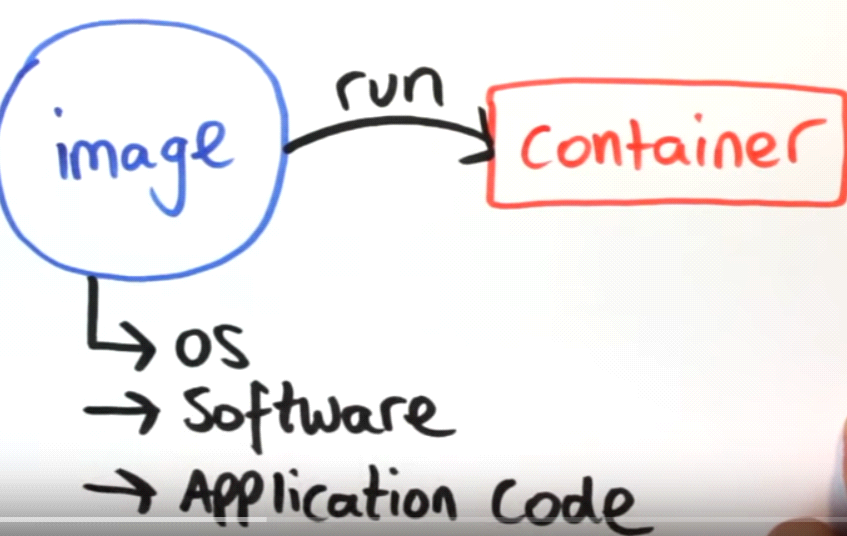 run
image
container
OS
Software
Application Code